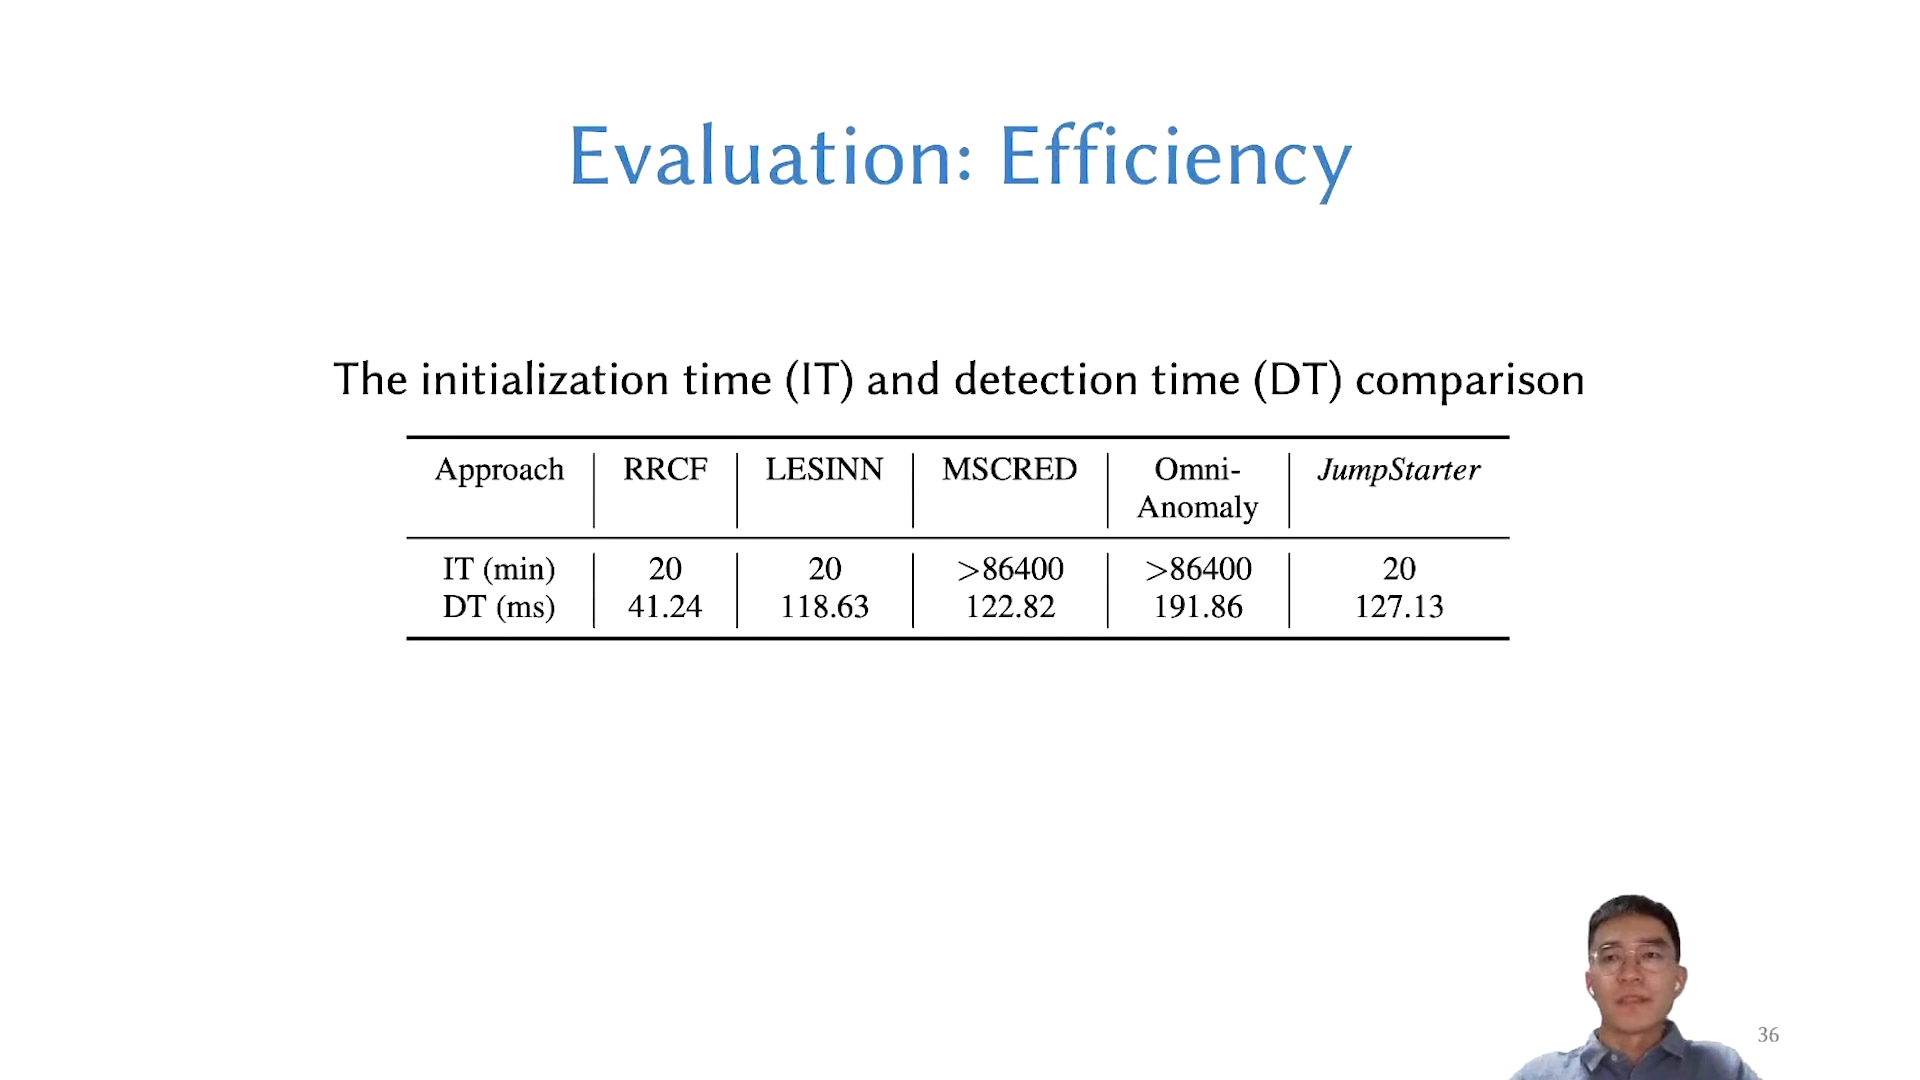 Evaluation: Efficiency
The initialization time (IT) and detection time (DT) comparison
Approach RRCF LESINN MSCRED Omni-Anomaly JumpStarter
IT (min) 20 20 >86400 >86400 20
DT (ms) 41.24 118.63 122.82 191.86 127.13
36